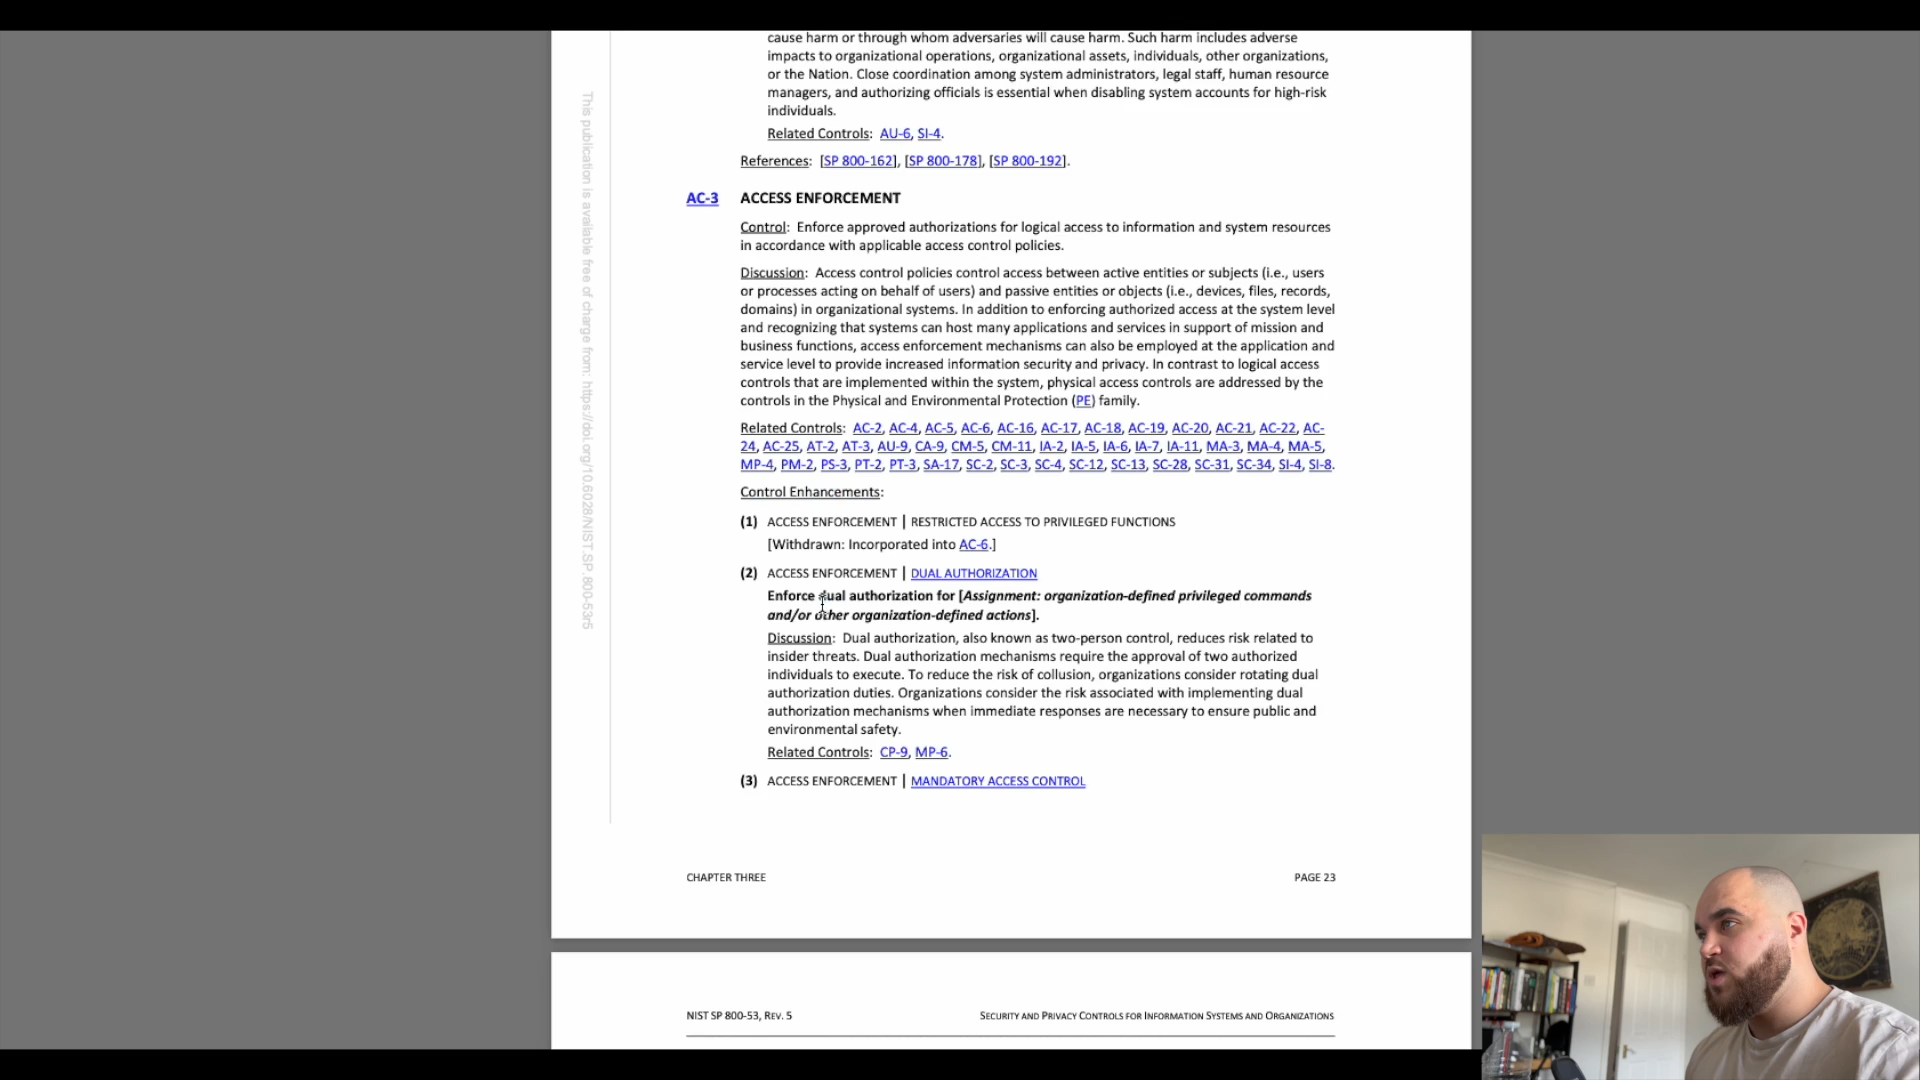 cause harm or through whom adversaries will cause harm. Such harm includes adverse
impacts to organizational operations, organizational assets, individuals, other organizations,
or the Nation. Close coordination among system administrators, legal staff, human resource
managers, and authorizing officials is essential when disabling system accounts for high-risk
individuals.
Related Controls: AU-6, SI-4.
References: [SP 800-162], [SP 800-178], [SP 800-192].
AC-3 ACCESS ENFORCEMENT
Control: Enforce approved authorizations for logical access to information and system resources
in accordance with applicable access control policies.
Discussion: Access control policies control access between active entities or subjects (i.e., users
or processes acting on behalf of users) and passive entities or objects (i.e., devices, files, records,
domains) in organizational systems. In addition to enforcing authorized access at the system level
and recognizing that systems can host many applications and services in support of mission and
business functions, access enforcement mechanisms can also be employed at the application and
service level to provide increased information security and privacy. In contrast to logical access
controls that are implemented within the system, physical access controls are addressed by the
controls in the Physical and Environmental Protection (PE) family.
Related Controls: AC-2, AC-4, AC-5, AC-6, AC-16, AC-17, AC-18, AC-19, AC-20, AC-21, AC-22, AC-
24, AC-25, AT-2, AT-3, AU-9, CA-9, CM-5, CM-11, IA-2, IA-5, IA-6, IA-7, IA-11, MA-3, MA-4, MA-5,
MP-4, PM-2, PS-3, PT-2, PT-3, SA-17, SC-2, SC-3, SC-4, SC-12, SC-13, SC-28, SC-31, SC-34, SI-4, SI-8.
Control Enhancements:
(1) ACCESS ENFORCEMENT | RESTRICTED ACCESS TO PRIVILEGED FUNCTIONS
[Withdrawn: Incorporated into AC-6.]
(2) ACCESS ENFORCEMENT | DUAL AUTHORIZATION
Enforce dual authorization for [Assignment: organization-defined privileged commands
and/or other organization-defined actions].
Discussion: Dual authorization, also known as two-person control, reduces risk related to
insider threats. Dual authorization mechanisms require the approval of two authorized
individuals to execute. To reduce the risk of collusion, organizations consider rotating dual
authorization duties. Organizations consider the risk associated with implementing dual
authorization mechanisms when immediate responses are necessary to ensure public and
environmental safety.
Related Controls: CP-9, MP-6.
(3) ACCESS ENFORCEMENT | MANDATORY ACCESS CONTROL
CHAPTER THREE PAGE 23
This publication is available free of charge from: https://doi.org/10.6028/NIST.SP.800-53r5
NIST SP 800-53, REV. 5 SECURITY AND PRIVACY CONTROLS FOR INFORMATION SYSTEMS AND ORGANIZATIONS